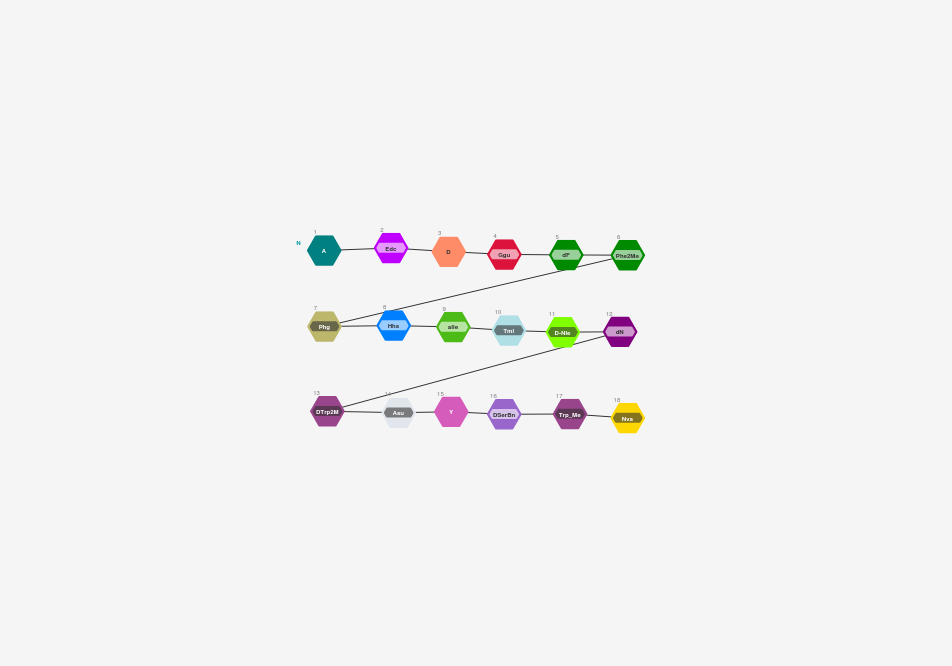 1 2 3 4 5 6
N A Edc D Ggu dF Phe2Me
7 8 9 10 11 12
Phg Hha aIle Tml D-Nle dN
13 14 15 16 17 18
DTrp2M Asu Y DSerBn Trp_Me Nva